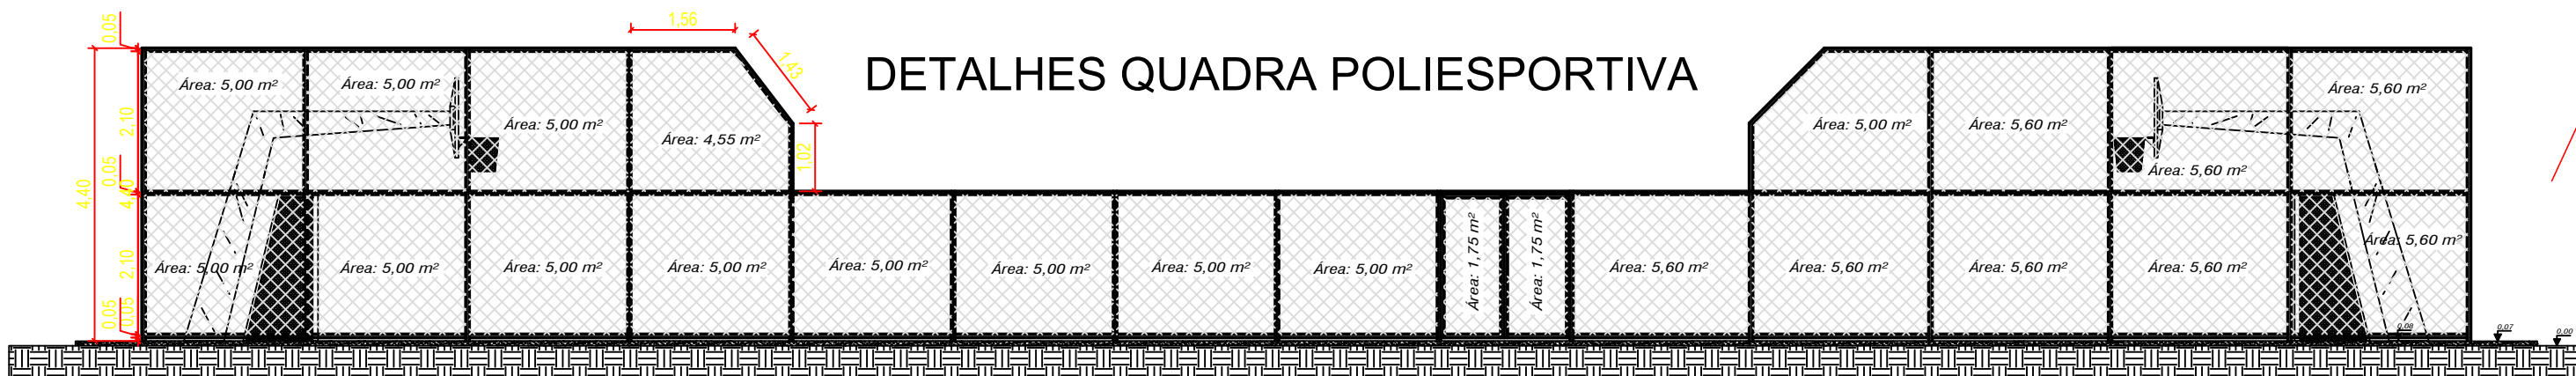 0,05
1,56
1,43
DETALHES QUADRA POLIESPORTIVA
Área: 5,00 m²
Área: 5,00 m²
Área: 5,00 m²
Área: 4,55 m²
Área: 5,00 m²
Área: 5,60 m²
Área: 5,60 m²
Área: 5,60 m²
2,10
1,02
0,05
4,40
4,40
2,10
0,05
0,05
Área: 5,00 m²
Área: 5,00 m²
Área: 5,00 m²
Área: 5,00 m²
Área: 5,00 m²
Área: 5,00 m²
Área: 5,00 m²
Área: 5,00 m²
Área: 1,75 m²
Área: 1,75 m²
Área: 5,60 m²
Área: 5,60 m²
Área: 5,60 m²
Área: 5,60 m²
Área: 5,60 m²
0,08
0,07
0,00